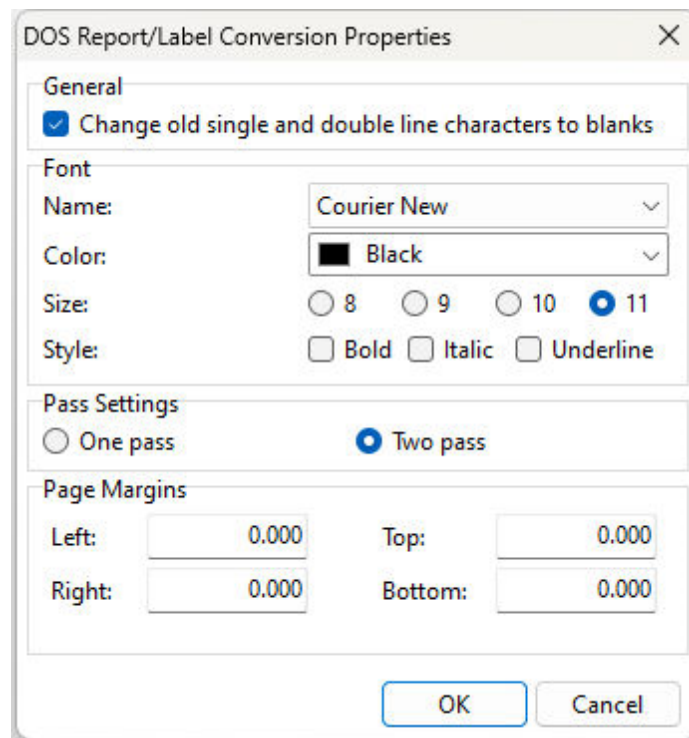 DOS Report/Label Conversion Properties
General
Change old single and double line characters to blanks
Font
Name: Courier New
Color: Black
Size: 8 9 10 11
Style: Bold Italic Underline
Pass Settings
One pass Two pass
Page Margins
Left: 0.000 Top: 0.000
Right: 0.000 Bottom: 0.000
OK Cancel